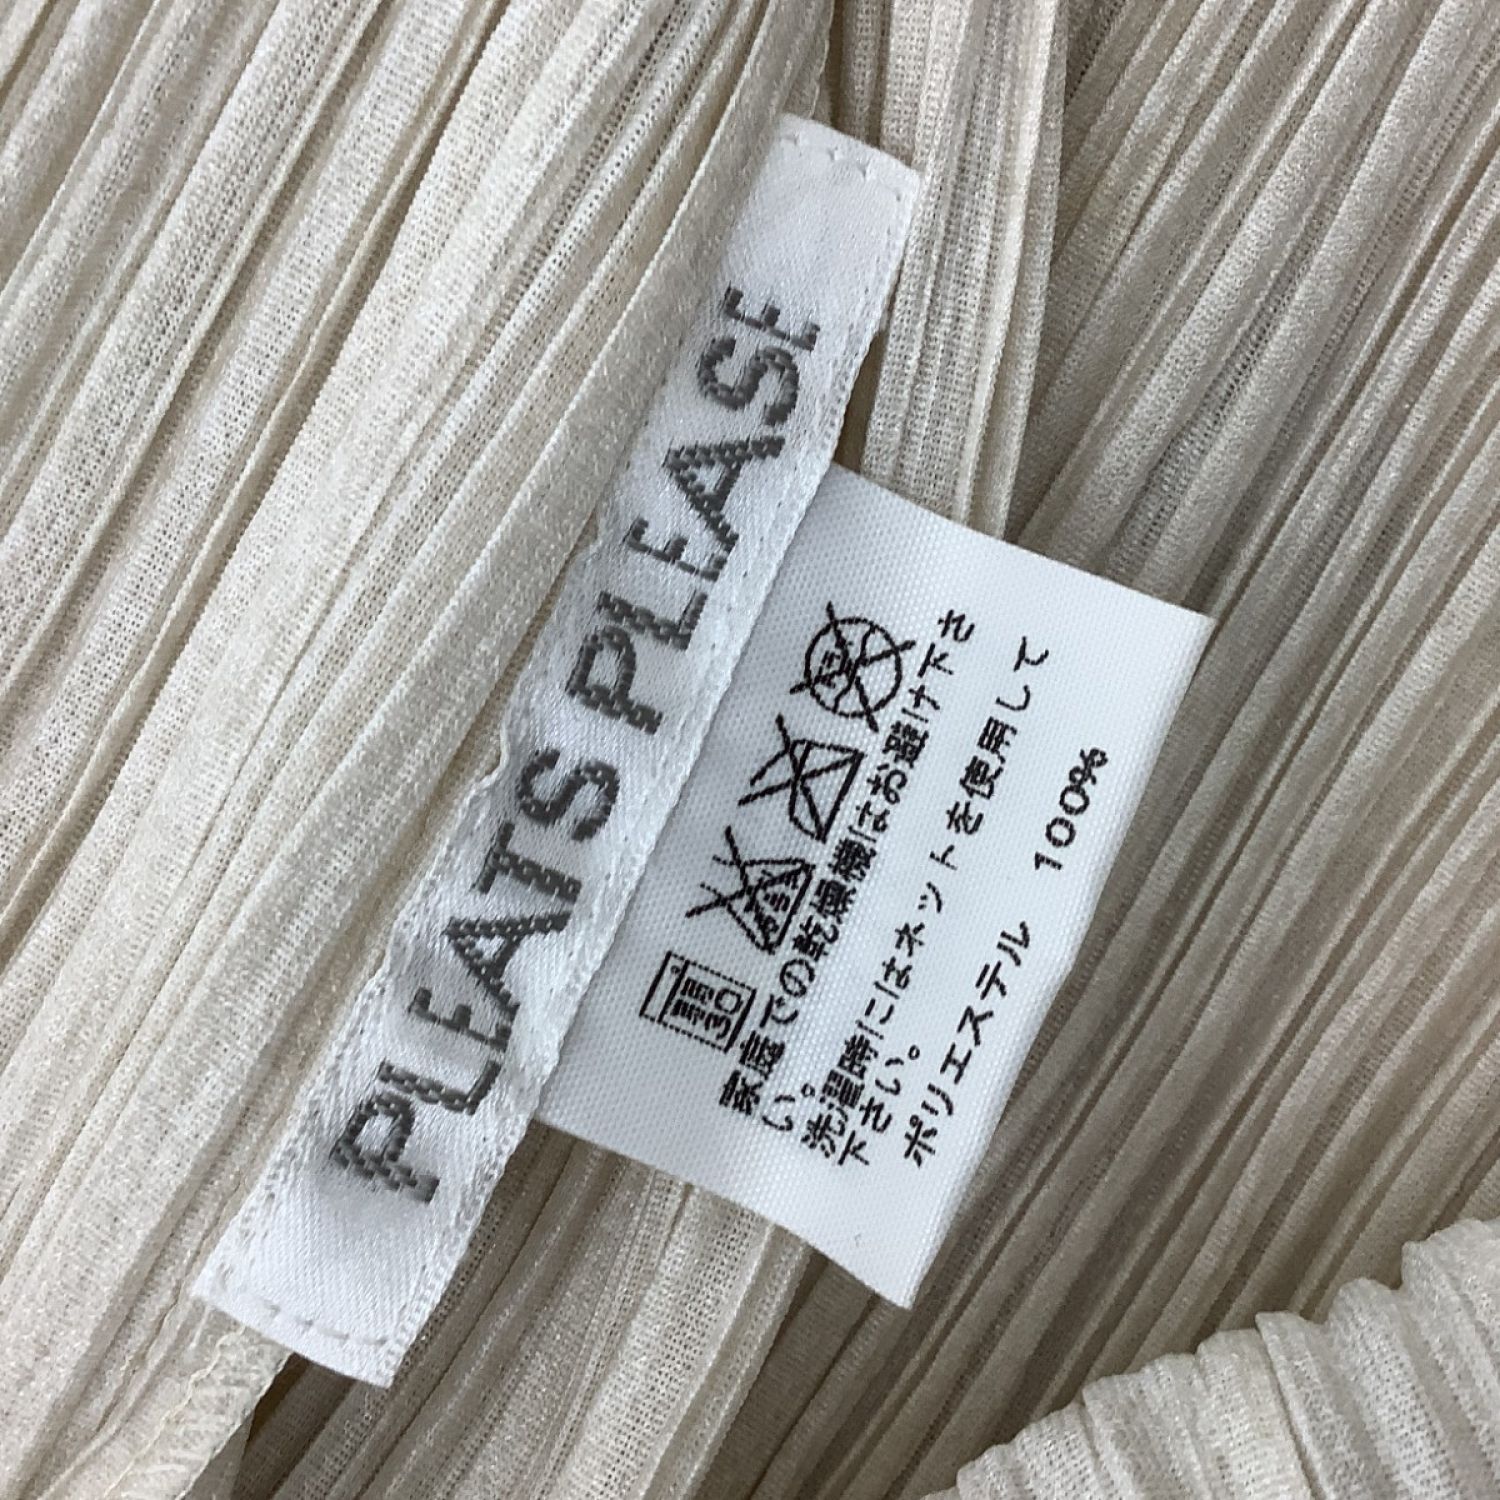 PLEATS PLEASE
家庭での乾燥機はお避け下さ
い。
洗濯時にはネットを使用して
下さい。
ポリエステル 100%